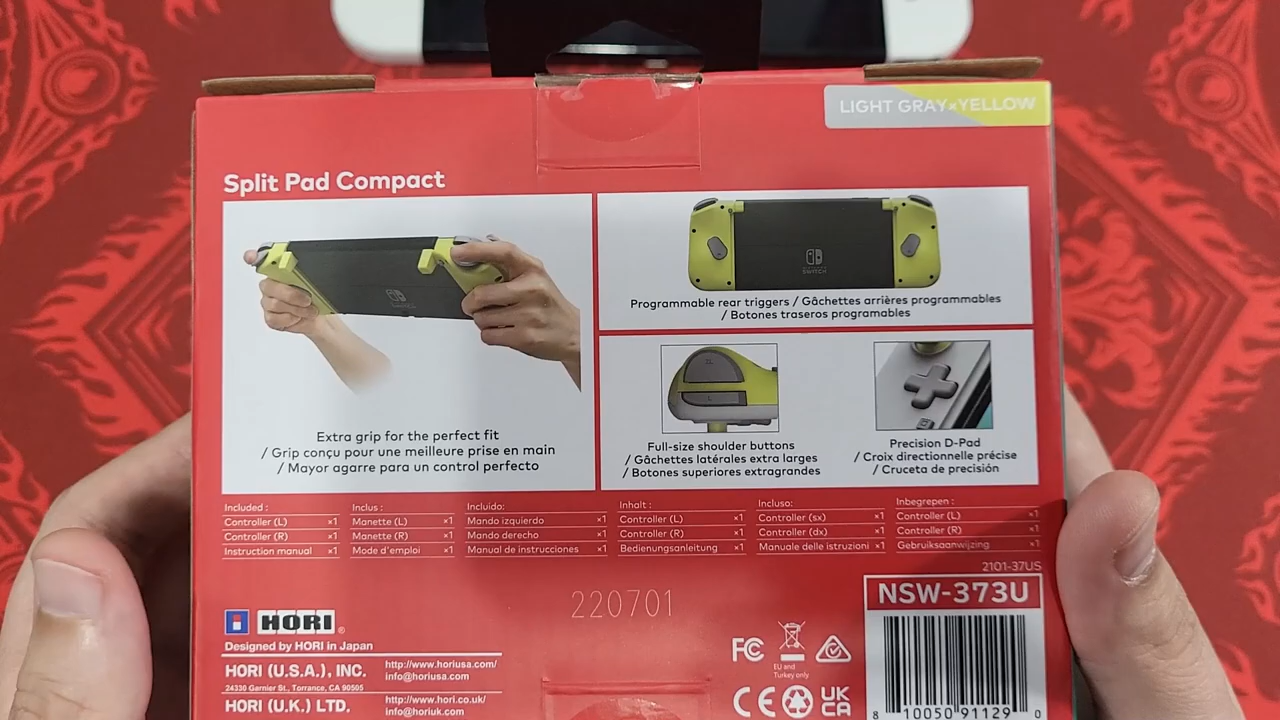 LIGHT GRAY×YELLOW
Split Pad Compact
SWITCH
Programmable rear triggers / Gâchettes arrières programmables
/ Botones traseros programables
Extra grip for the perfect fit
/ Grip conçu pour une meilleure prise en main
/ Mayor agarre para un control perfecto
ZL
L
Full-size shoulder buttons
/ Gâchettes latérales extra larges
/ Botones superiores extragrandes
Precision D-Pad
/ Croix directionnelle précise
/ Cruceta de precisión
Included :
Controller (L) ×1
Controller (R) ×1
Instruction manual ×1
Inclus :
Manette (L) ×1
Manette (R) ×1
Mode d'emploi ×1
Incluido:
Mando izquierdo ×1
Mando derecho ×1
Manual de instrucciones ×1
Inhalt :
Controller (L) ×1
Controller (R) ×1
Bedienungsanleitung ×1
Incluso:
Controller (sx) ×1
Controller (dx) ×1
Manuale delle istruzioni ×1
Inbegrepen :
Controller (L) ×1
Controller (R) ×1
Gebruiksaanwijzing ×1
2101-37US
220701
NSW-373U
HORI®
Designed by HORI in Japan
HORI (U.S.A.), INC.
24330 Garnier St., Torrance, CA 90505
http://www.horiusa.com/
info@horiusa.com
HORI (U.K.) LTD.
http://www.hori.co.uk/
info@horiuk.com
FC
EU and
Turkey only
CE
UK
CA
8 10050 91129 0